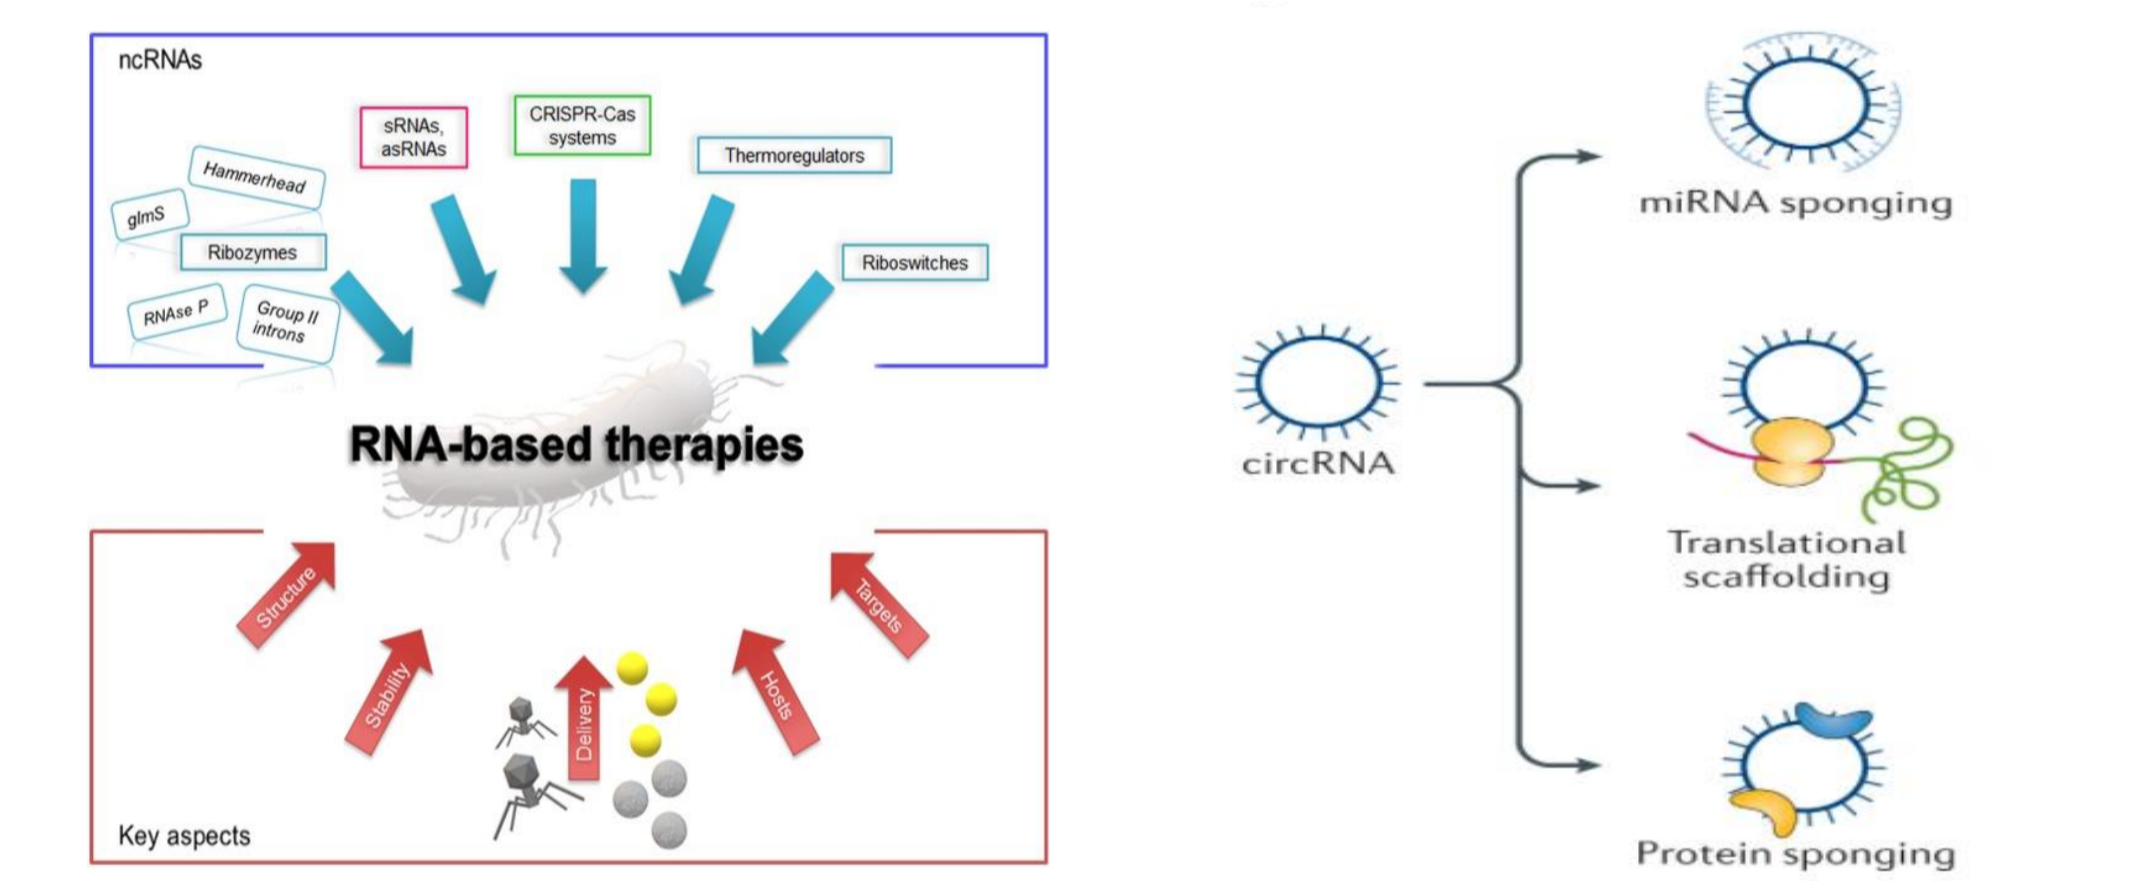 ncRNAs
sRNAs,
asRNAs
CRISPR-Cas
systems
Thermoregulators
Hammerhead
glmS
Ribozymes
Riboswitches
RNAse P
Group II
introns
RNA-based therapies
Structure
Stability
Delivery
Hosts
Targets
Key aspects
circRNA
miRNA sponging
Translational
scaffolding
Protein sponging